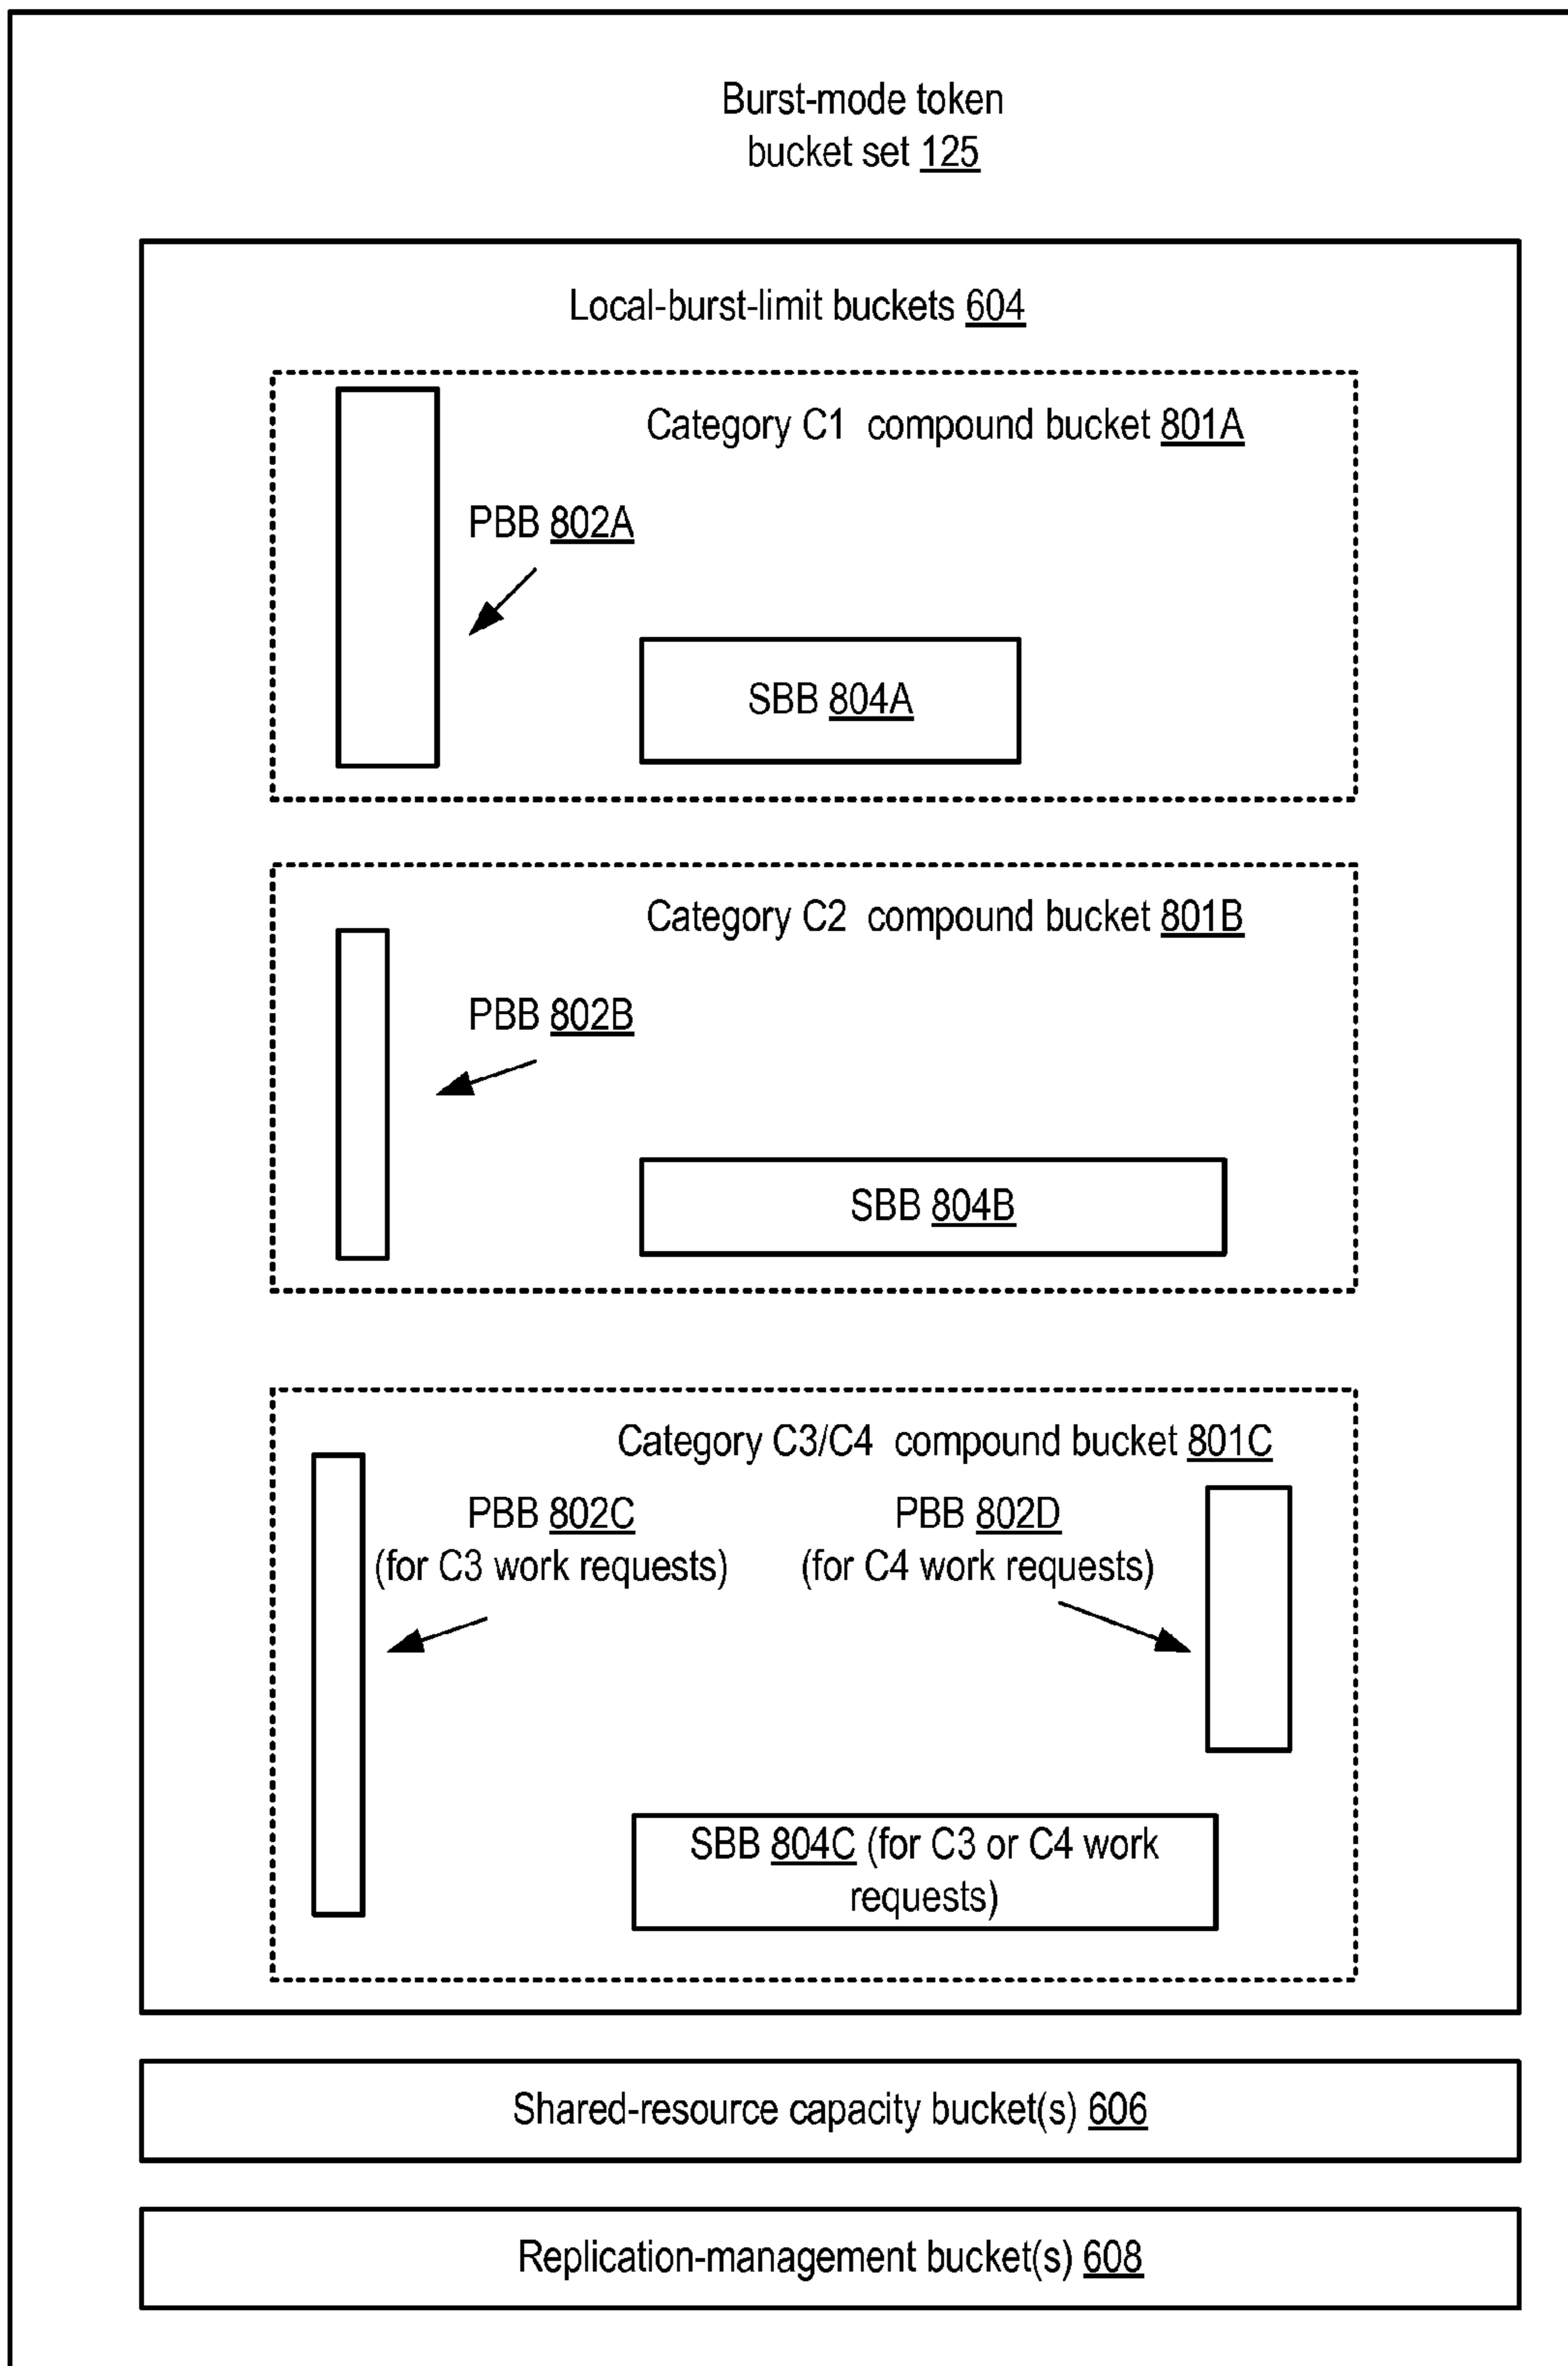 Burst-mode token
bucket set 125
Local-burst-limit buckets 604
Category C1 compound bucket 801A
PBB 802A
SBB 804A
Category C2 compound bucket 801B
PBB 802B
SBB 804B
Category C3/C4 compound bucket 801C
PBB 802C
(for C3 work requests)
PBB 802D
(for C4 work requests)
SBB 804C (for C3 or C4 work
requests)
Shared-resource capacity bucket(s) 606
Replication-management bucket(s) 608